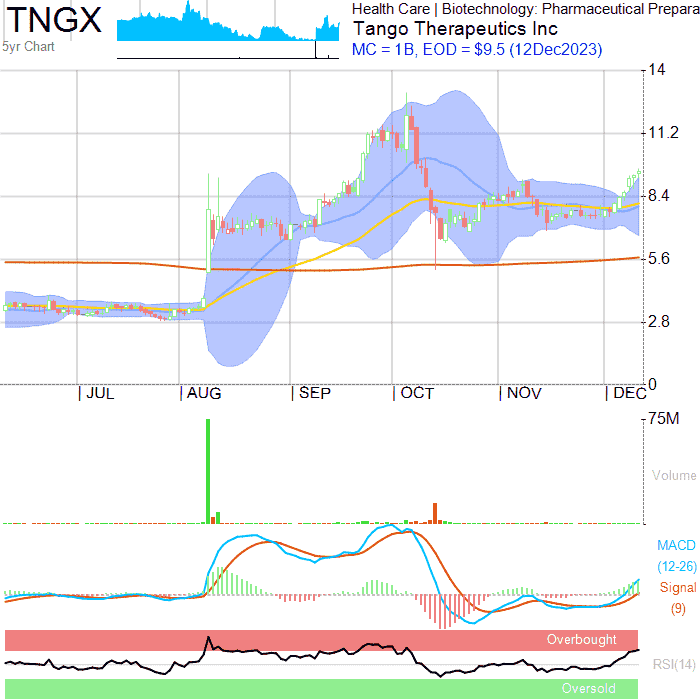 TNGX
5yr Chart
Health Care | Biotechnology: Pharmaceutical Prepara
Tango Therapeutics Inc
MC = 1B, EOD = $9.5 (12Dec2023)
14
11.2
8.4
5.6
2.8
0
| JUL | AUG | SEP | OCT | NOV | DEC
75M
Volume
MACD
(12-26)
Signal
(9)
Overbought
RSI(14)
Oversold